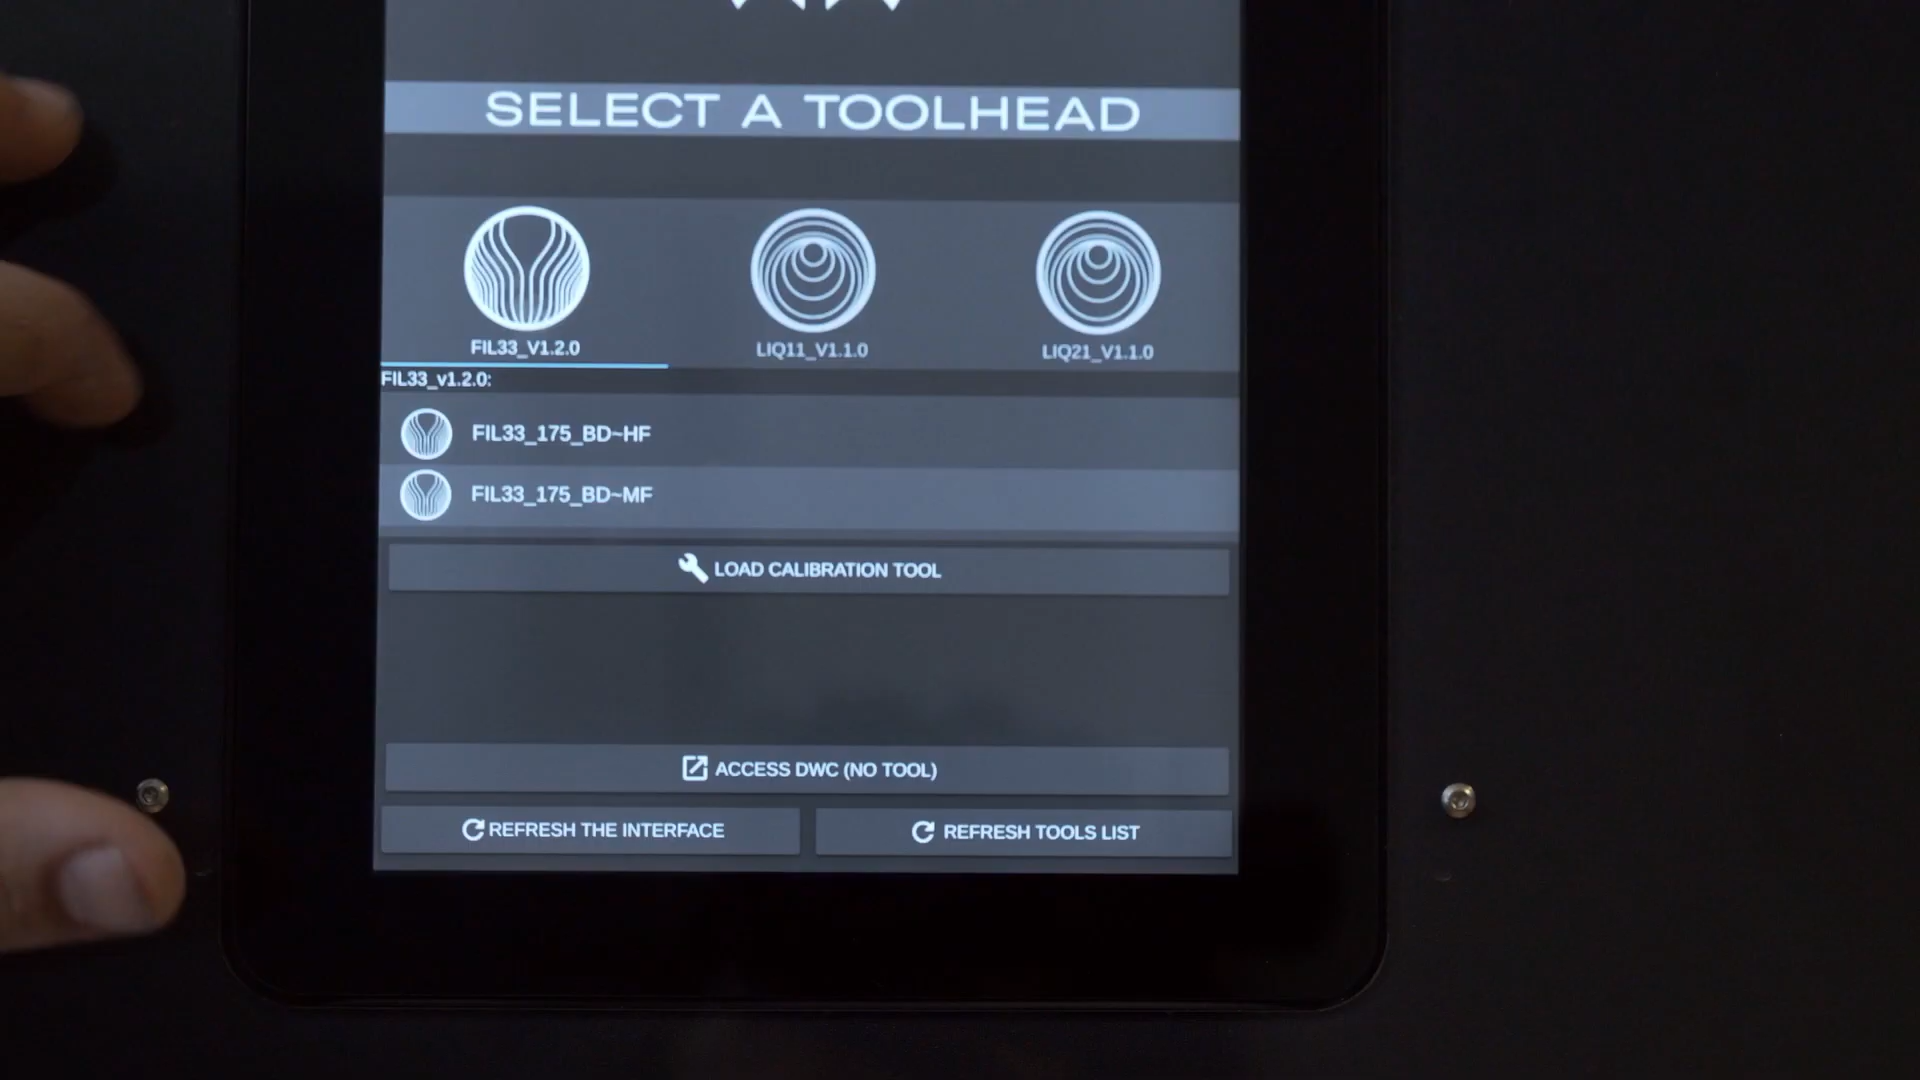 SELECT A TOOLHEAD
FIL33_V1.2.0
LIQ11_V1.1.0
LIQ21_V1.1.0
FIL33_v1.2.0:
FIL33_175_BD~HF
FIL33_175_BD~MF
LOAD CALIBRATION TOOL
ACCESS DWC (NO TOOL)
REFRESH THE INTERFACE
REFRESH TOOLS LIST